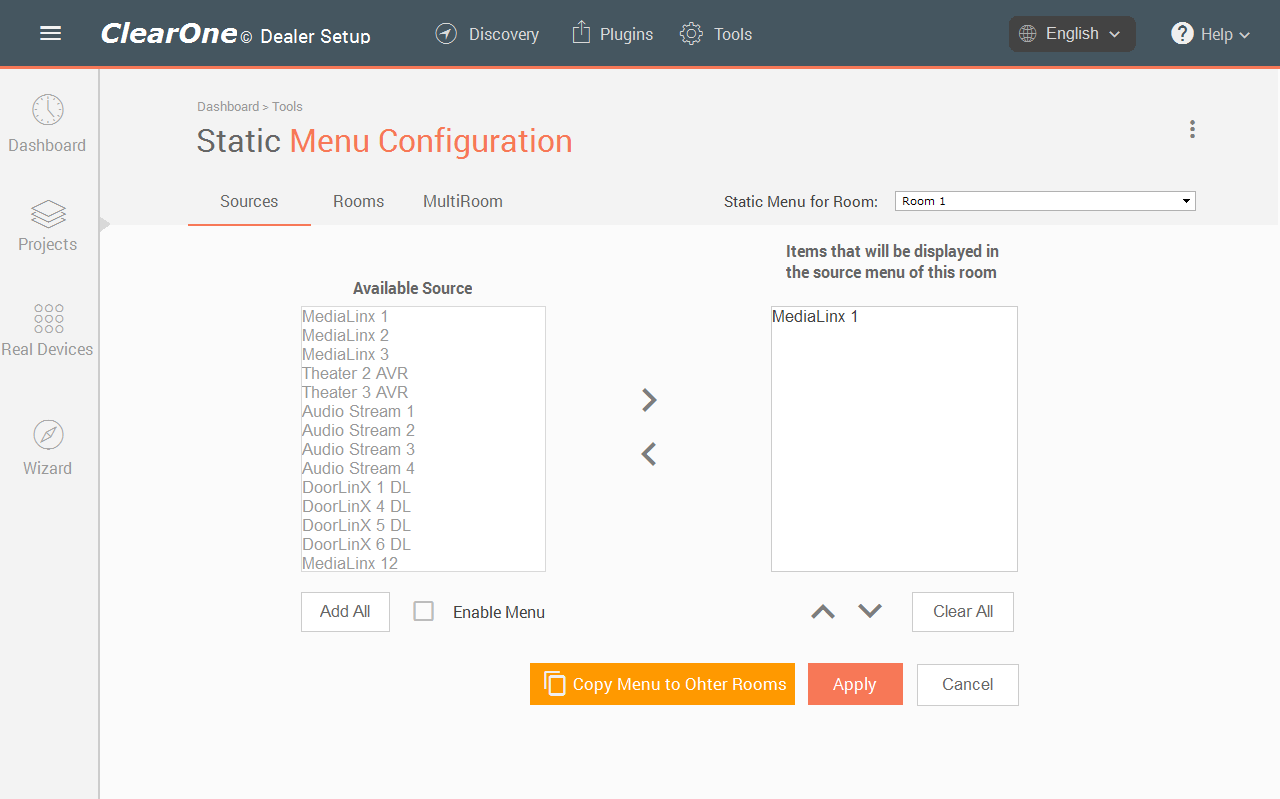 ClearOne© Dealer Setup
Discovery
Plugins
Tools
English
? Help
Dashboard
Projects
Real Devices
Wizard
Dashboard > Tools
Static Menu Configuration
Sources
Rooms
MultiRoom
Static Menu for Room:
Room 1
Available Source
MediaLinx 1
MediaLinx 2
MediaLinx 3
Theater 2 AVR
Theater 3 AVR
Audio Stream 1
Audio Stream 2
Audio Stream 3
Audio Stream 4
DoorLinX 1 DL
DoorLinX 4 DL
DoorLinX 5 DL
DoorLinX 6 DL
MediaLinx 12
Add All
Enable Menu
Items that will be displayed in
the source menu of this room
MediaLinx 1
Clear All
Copy Menu to Ohter Rooms
Apply
Cancel